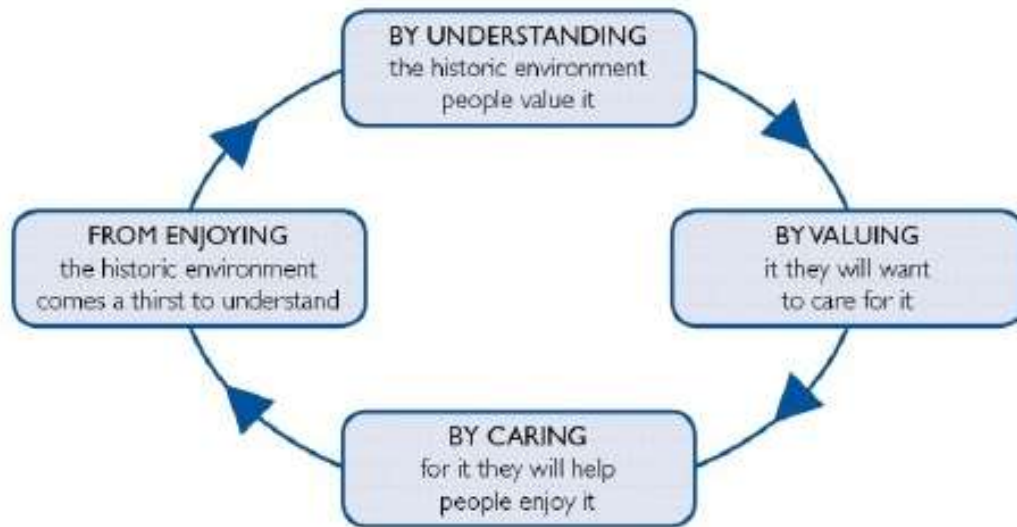 BY UNDERSTANDING
the historic environment
people value it
BY VALUING
it they will want
to care for it
BY CARING
for it they will help
people enjoy it
FROM ENJOYING
the historic environment
comes a thirst to understand